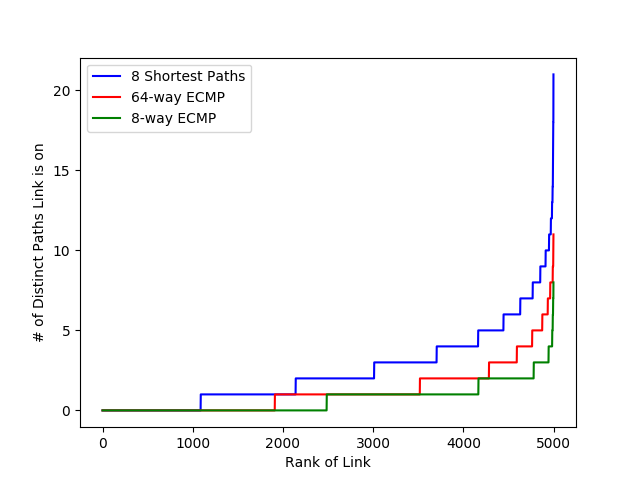 8 Shortest Paths
64-way ECMP
8-way ECMP
# of Distinct Paths Link is on
20
15
10
5
0
0 1000 2000 3000 4000 5000
Rank of Link